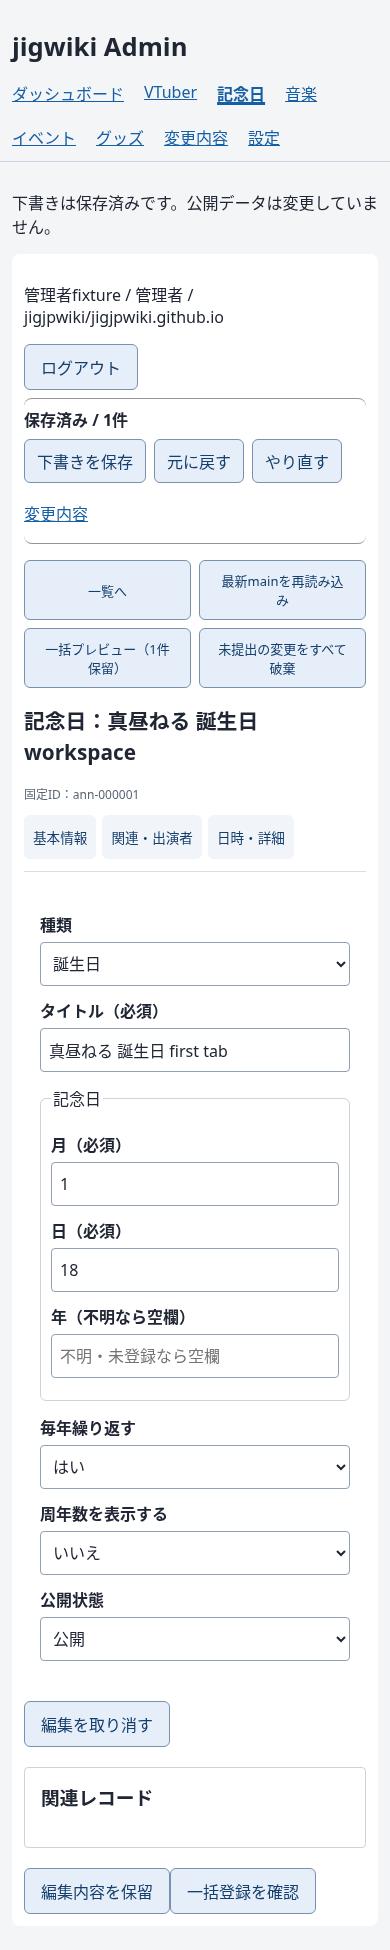 jigwiki Admin
ダッシュボード VTuber 記念日 音楽
イベント グッズ 変更内容 設定
下書きは保存済みです。公開データは変更していま
せん。
管理者fixture / 管理者 /
jigjpwiki/jigjpwiki.github.io
ログアウト
保存済み / 1件
下書きを保存 元に戻す やり直す
変更内容
一覧へ
最新mainを再読み込
み
一括プレビュー（1件
保留）
未提出の変更をすべて
破棄
記念日：真昼ねる 誕生日
workspace
固定ID：ann-000001
基本情報 関連・出演者 日時・詳細
種類
誕生日
タイトル（必須）
真昼ねる 誕生日 first tab
記念日
月（必須）
1
日（必須）
18
年（不明なら空欄）
不明・未登録なら空欄
毎年繰り返す
はい
周年数を表示する
いいえ
公開状態
公開
編集を取り消す
関連レコード
編集内容を保留 一括登録を確認